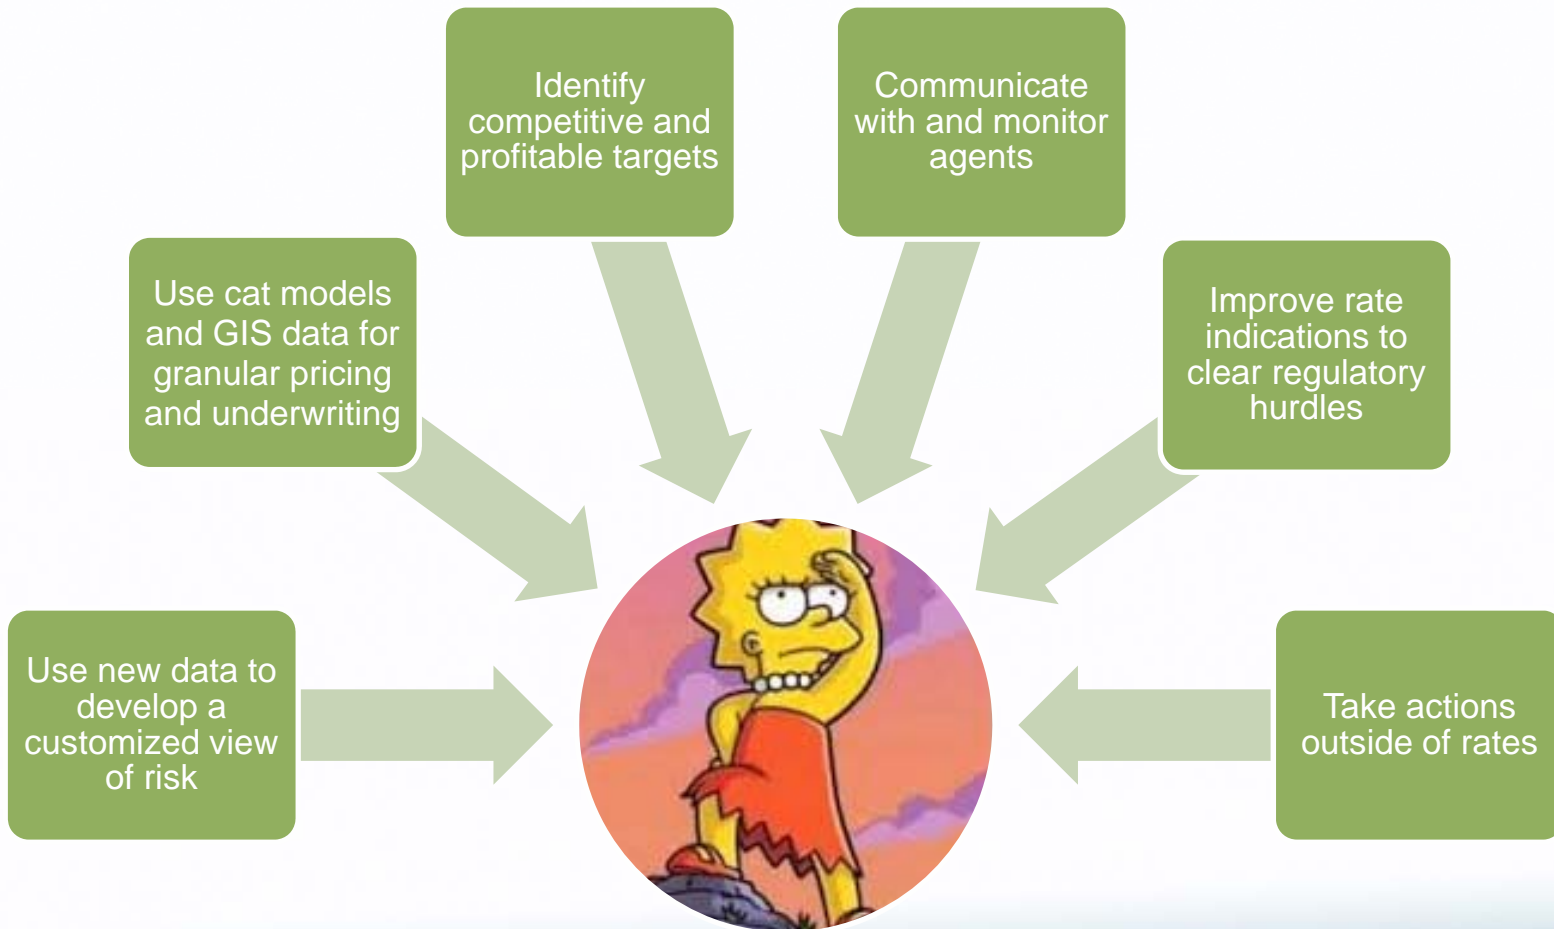 Identify
competitive and
profitable targets
Communicate
with and monitor
agents
Use cat models
and GIS data for
granular pricing
and underwriting
Improve rate
indications to
clear regulatory
hurdles
Use new data to
develop a
customized view
of risk
Take actions
outside of rates